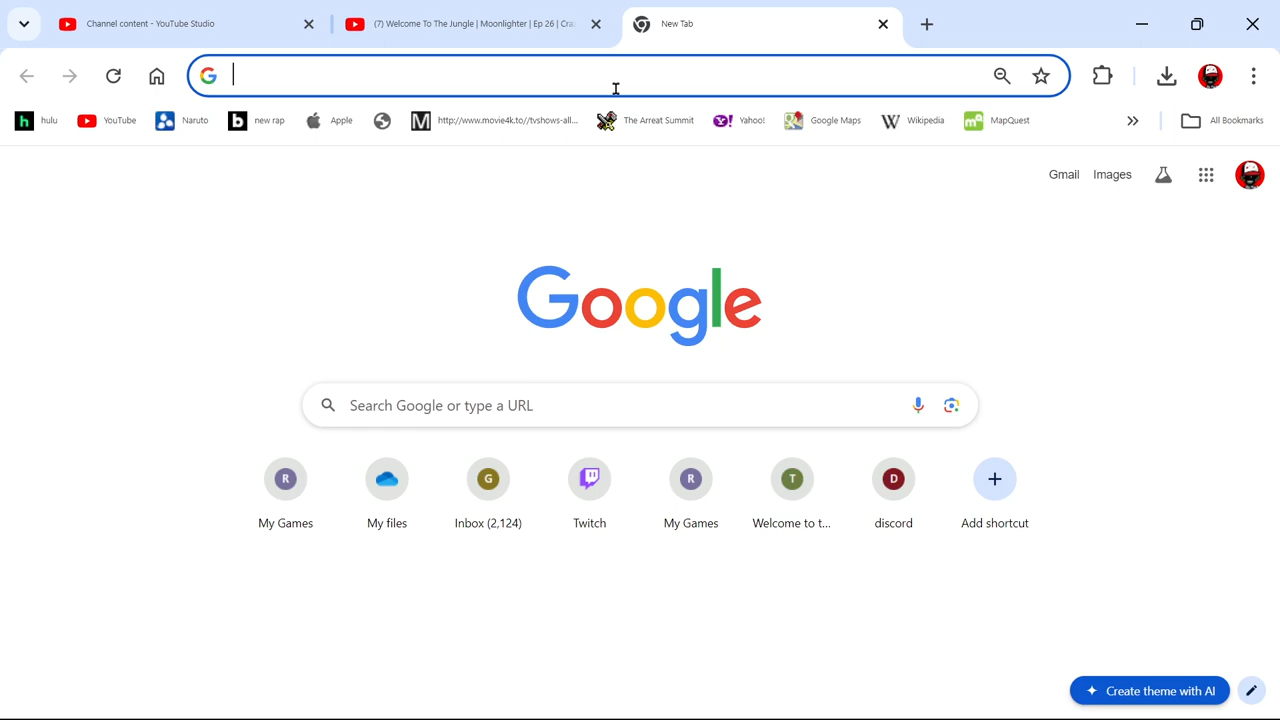 Channel content - YouTube Studio
(7) Welcome To The Jungle | Moonlighter | Ep 26 | Cra
New Tab
hulu
YouTube
Naruto
new rap
Apple
http://www.movie4k.to//tvshows-all...
The Arreat Summit
Yahoo!
Google Maps
Wikipedia
MapQuest
All Bookmarks
Gmail
Images
Google
Search Google or type a URL
R
G
R
T
D
My Games
My files
Inbox (2,124)
Twitch
My Games
Welcome to t...
discord
Add shortcut
Create theme with AI